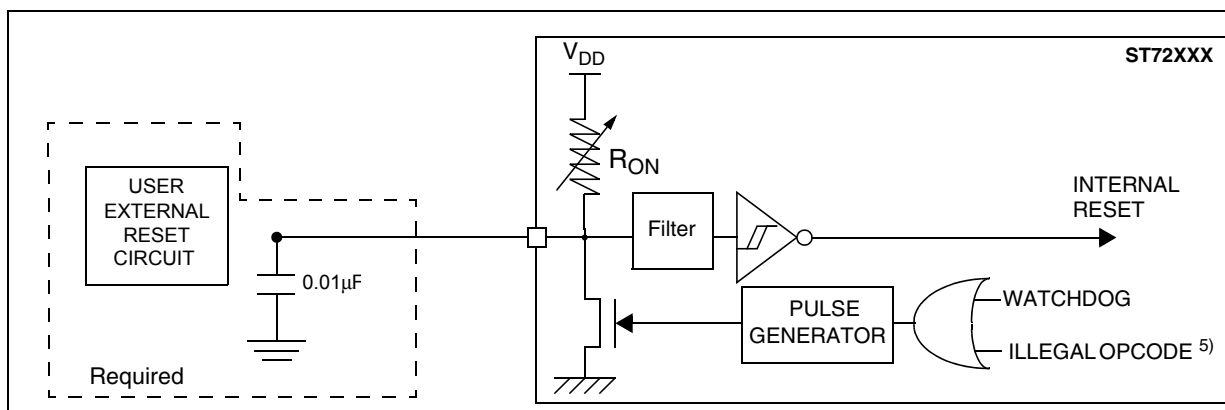 ST72XXX
VDD
RON
USER
EXTERNAL
RESET
CIRCUIT
0.01μF
Required
Filter
INTERNAL
RESET
PULSE
GENERATOR
WATCHDOG
ILLEGAL OPCODE 5)